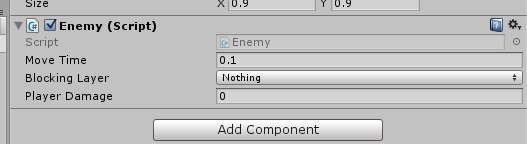 Size X 0.9 Y 0.9
Enemy (Script)
Script Enemy
Move Time 0.1
Blocking Layer Nothing
Player Damage 0
Add Component